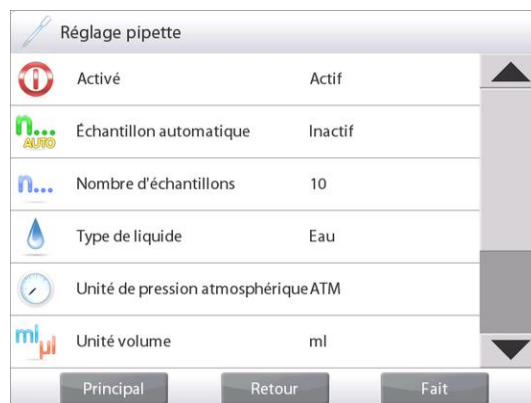 Réglage pipette
Activé Actif
n... AUTO Échantillon automatique Inactif
n... Nombre d'échantillons 10
Type de liquide Eau
Unité de pression atmosphérique ATM
ml µl Unité volume ml
Principal Retour Fait